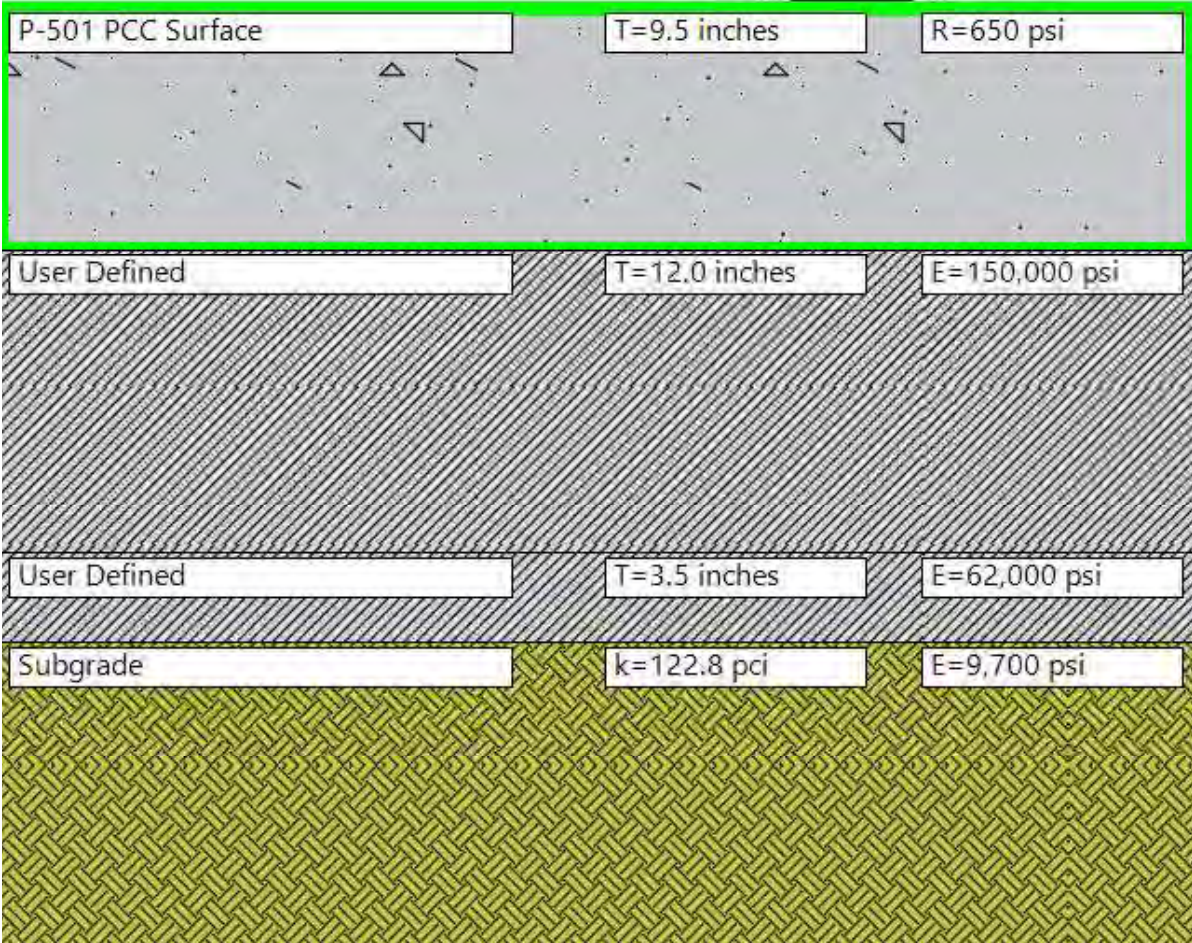 P-501 PCC Surface T=9.5 inches R=650 psi
User Defined T=12.0 inches E=150,000 psi
User Defined T=3.5 inches E=62,000 psi
Subgrade k=122.8 pci E=9,700 psi